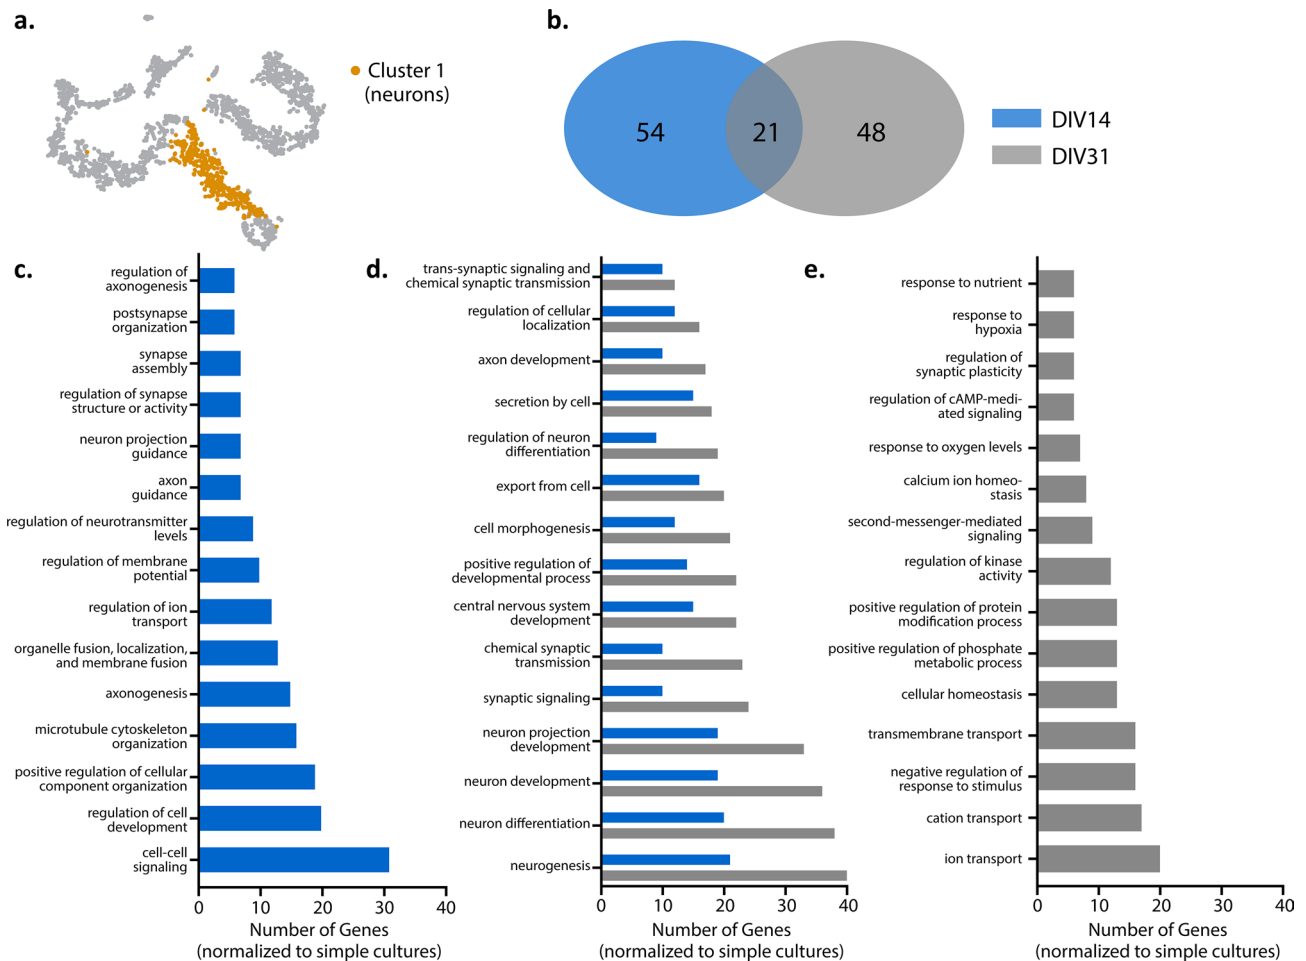 a.
Cluster 1
(neurons)
b.
54
21
48
DIV14
DIV31
c.
regulation of
axonogenesis
postsynapse
organization
synapse
assembly
regulation of synapse
structure or activity
neuron projection
guidance
axon
guidance
regulation of neurotransmitter
levels
regulation of membrane
potential
regulation of ion
transport
organelle fusion, localization,
and membrane fusion
axonogenesis
microtubule cytoskeleton
organization
positive regulation of cellular
component organization
regulation of cell
development
cell-cell
signaling
0 10 20 30 40
Number of Genes
(normalized to simple cultures)
d.
trans-synaptic signaling and
chemical synaptic transmission
regulation of cellular
localization
axon development
secretion by cell
regulation of neuron
differentiation
export from cell
cell morphogenesis
positive regulation of
developmental process
central nervous system
development
chemical synaptic
transmission
synaptic signaling
neuron projection
development
neuron development
neuron differentiation
neurogenesis
0 10 20 30 40
Number of Genes
(normalized to simple cultures)
e.
response to nutrient
response to
hypoxia
regulation of
synaptic plasticity
regulation of cAMP-medi-
ated signaling
response to oxygen levels
calcium ion homeo-
stasis
second-messenger-mediated
signaling
regulation of kinase
activity
positive regulation of protein
modification process
positive regulation of phosphate
metabolic process
cellular homeostasis
transmembrane transport
negative regulation of
response to stimulus
cation transport
ion transport
0 10 20 30 40
Number of Genes
(normalized to simple cultures)